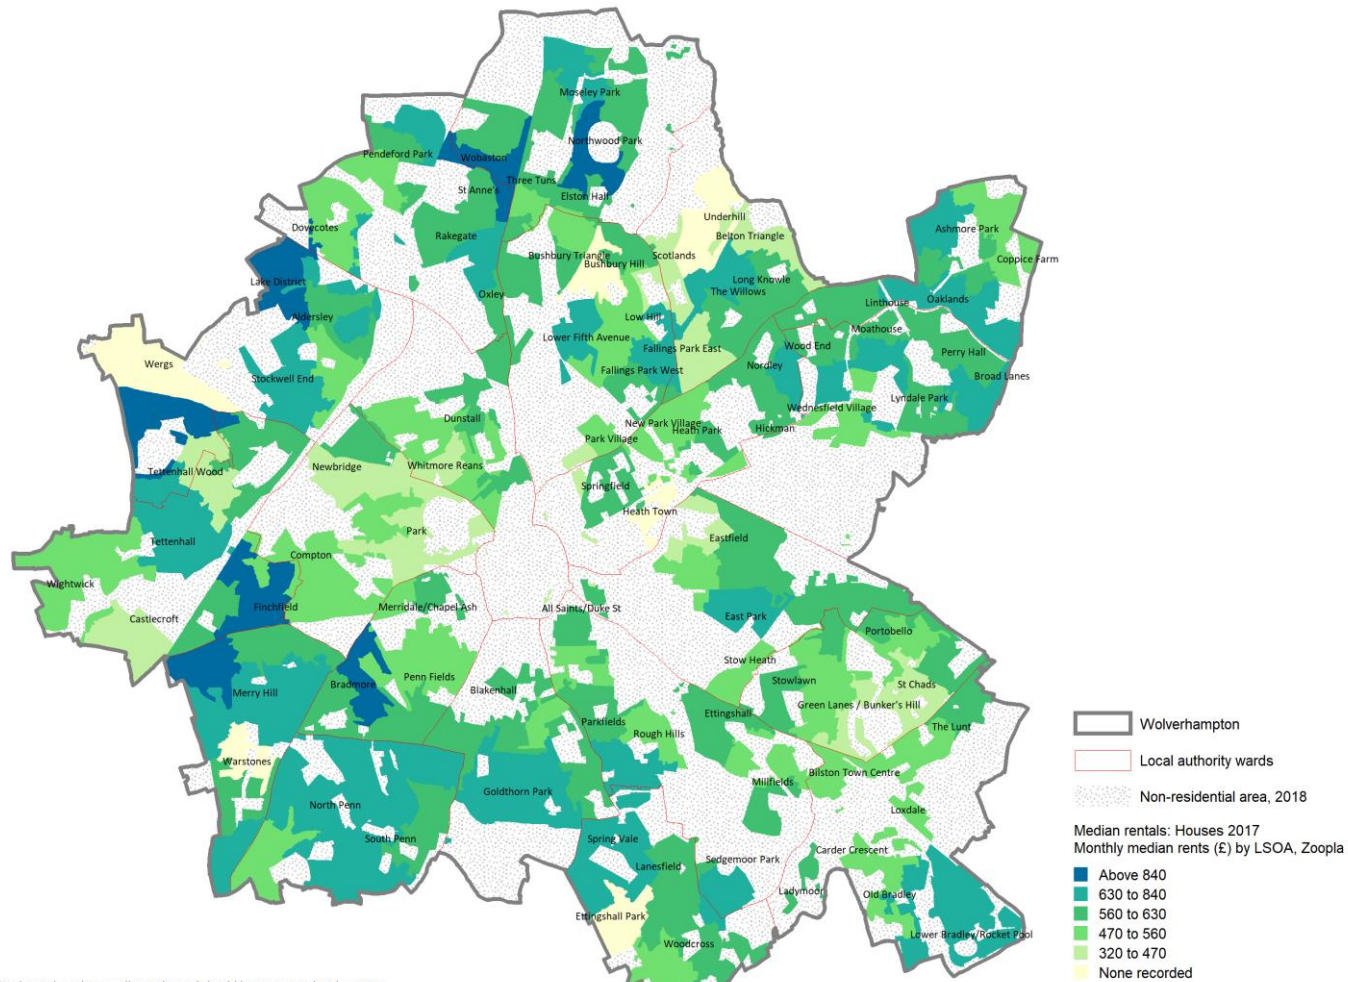 Moseley Park
Northwood Park
Pendeford Park
Wobaston
St Anne's
Three Tuns
Elston Hall
Underhill
Dovecotes
Rakegate
Bushbury Triangle
Bushbury Hill
Scotlands
Belton Triangle
Ashmore Park
Coppice Farm
Lake District
Oxley
Long Knowle
The Willows
Linthouse
Oaklands
Aldersley
Low Hill
Lower Fifth Avenue
Fallings Park East
Moathouse
Wood End
Perry Hall
Wergs
Stockwell End
Fallings Park West
Nordley
Broad Lanes
Lyndale Park
Wednesfield Village
Dunstall
New Park Village
Heath Park
Hickman
Park Village
Tettenhall Wood
Newbridge
Whitmore Reans
Springfield
Heath Town
Tettenhall
Park
Eastfield
Compton
Wightwick
Finchfield
Merridale/Chapel Ash
All Saints/Duke St
East Park
Castlecroft
Portobello
Stow Heath
Stowlawn
St Chads
Merry Hill
Bradmore
Penn Fields
Blakenhall
Green Lanes / Bunker's Hill
Ettingshall
The Lunt
Parkfields
Rough Hills
Warstones
Millfields
Bilston Town Centre
Goldthorn Park
North Penn
Loxdale
South Penn
Spring Vale
Lanesfield
Sedgemoor Park
Carder Crescent
Ladymoor
Old Bradley
Ettingshall Park
Woodcross
Lower Bradley/Rocket Pool
Wolverhampton
Local authority wards
Non-residential area, 2018
Median rentals: Houses 2017
Monthly median rents (£) by LSOA, Zoopla
Above 840
630 to 840
560 to 630
470 to 560
320 to 470
None recorded